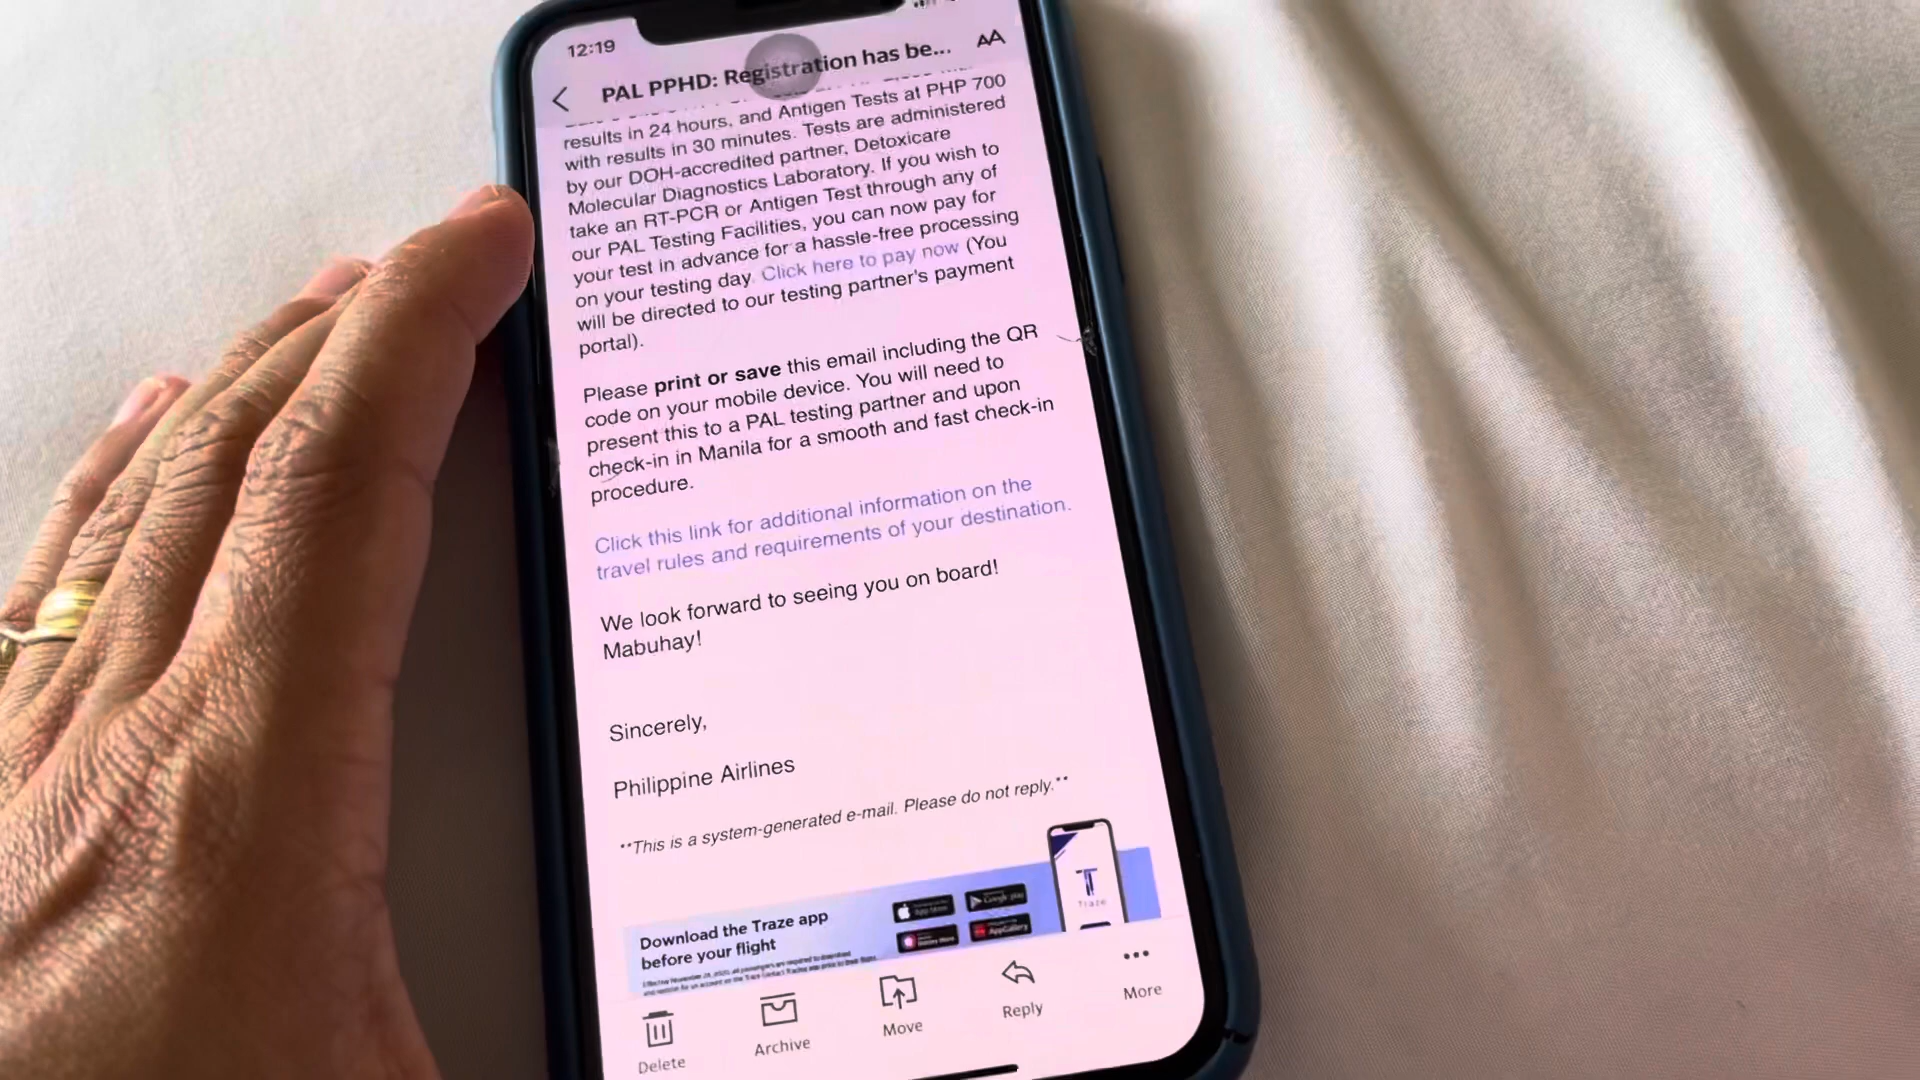 12:19
PAL PPHD: Registration has be...
AA
results in 24 hours, and Antigen Tests at PHP 700
with results in 30 minutes. Tests are administered
by our DOH-accredited partner, Detoxicare
Molecular Diagnostics Laboratory. If you wish to
take an RT-PCR or Antigen Test through any of
our PAL Testing Facilities, you can now pay for
your test in advance for a hassle-free processing
on your testing day. Click here to pay now (You
will be directed to our testing partner's payment
portal).
Please print or save this email including the QR
code on your mobile device. You will need to
present this to a PAL testing partner and upon
check-in in Manila for a smooth and fast check-in
procedure.
Click this link for additional information on the
travel rules and requirements of your destination.
We look forward to seeing you on board!
Mabuhay!
Sincerely,
Philippine Airlines
**This is a system-generated e-mail. Please do not reply.**
Download the Traze app
before your flight
App Store
Google play
AppGallery
T
Traze
Delete
Archive
Move
Reply
More